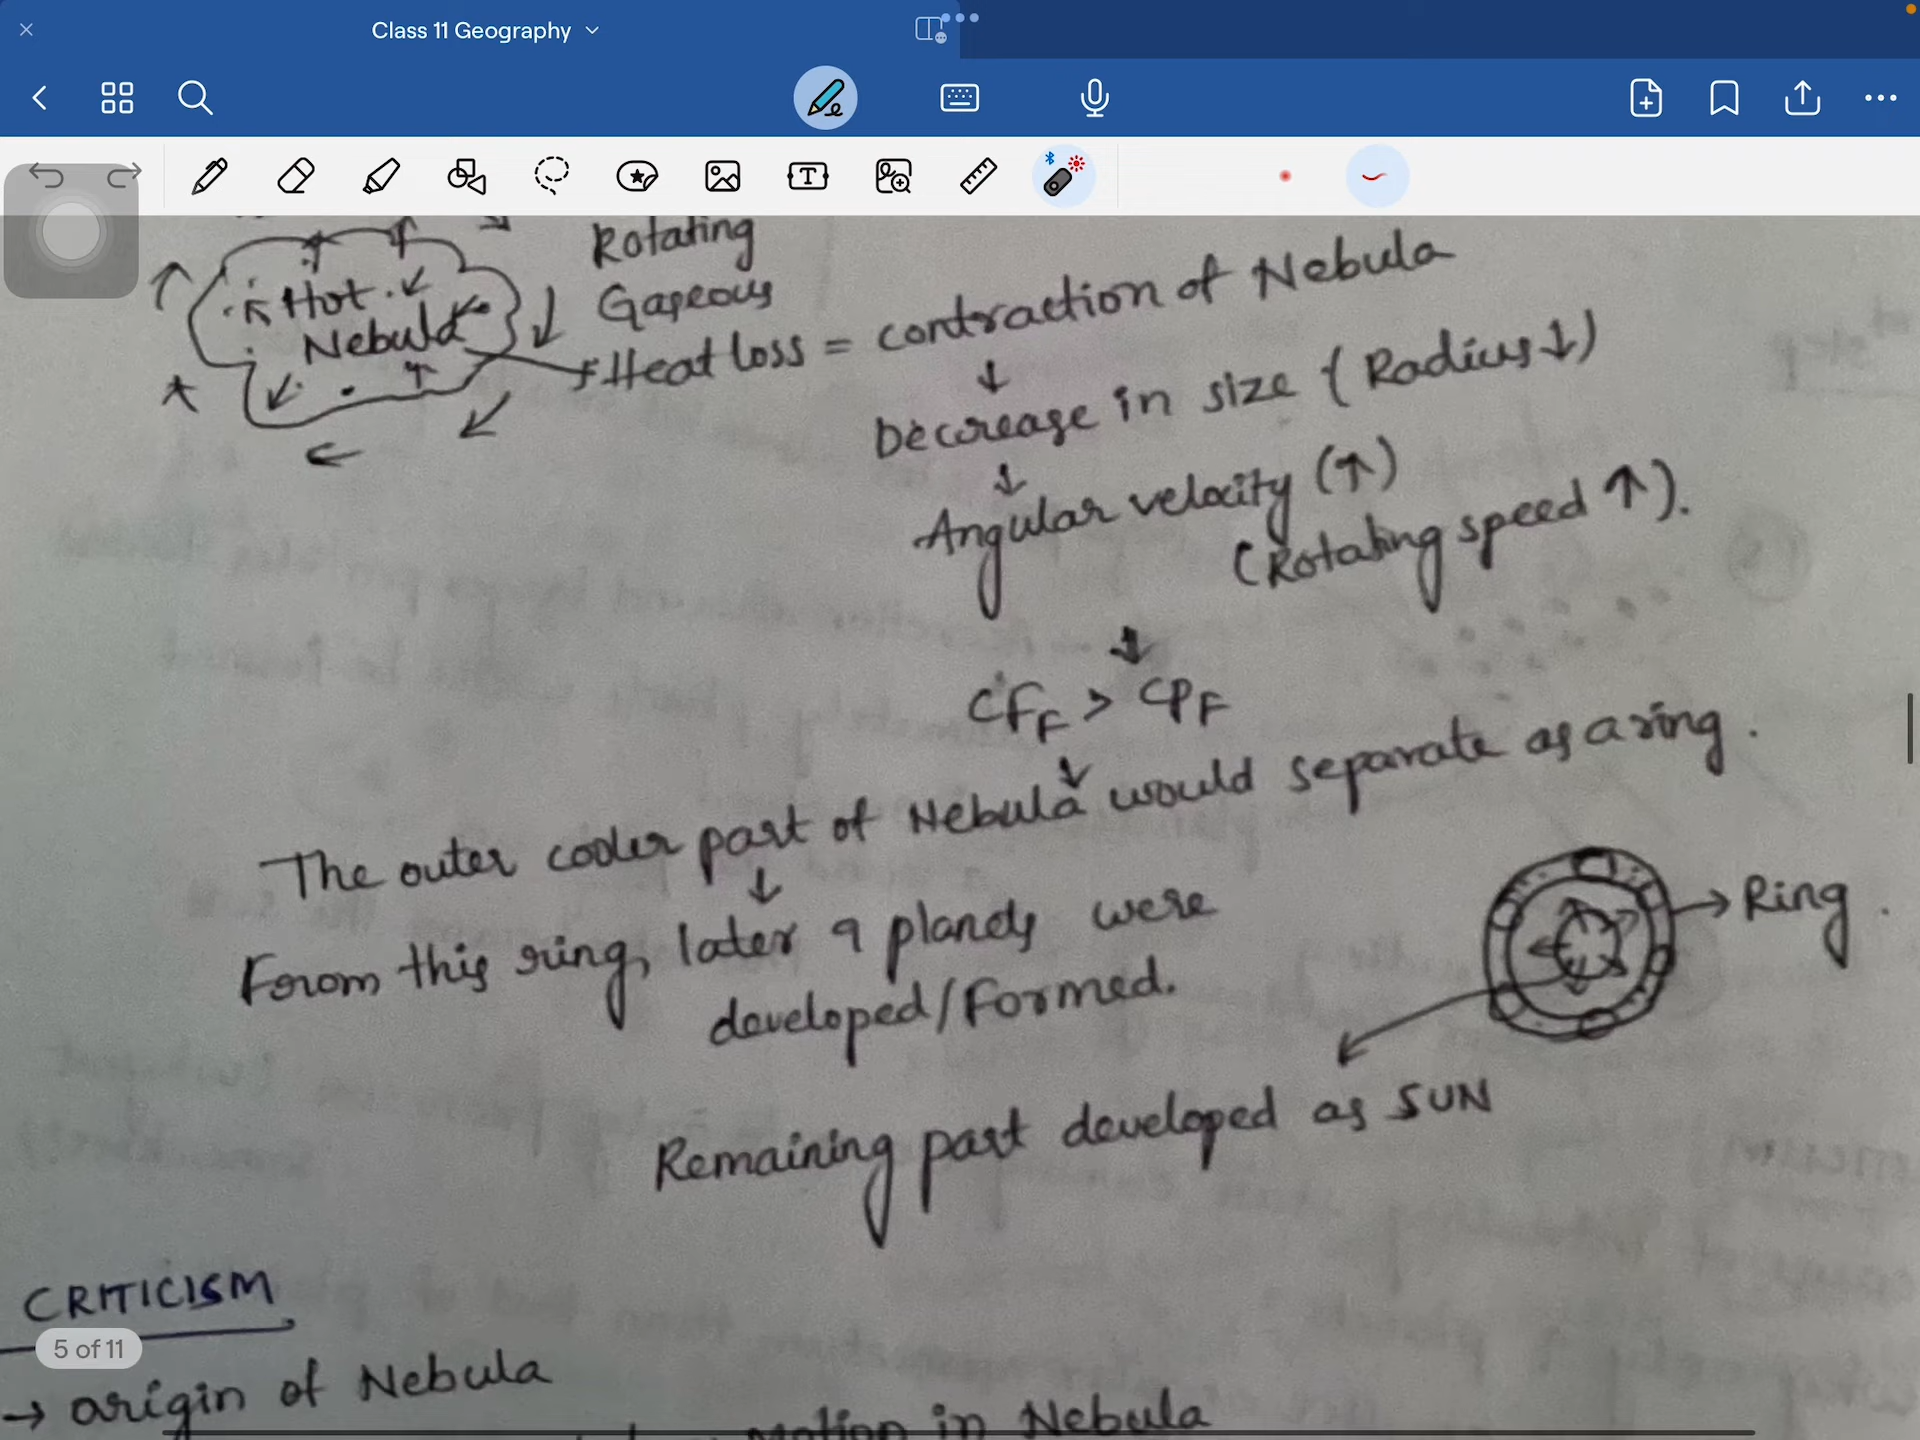 Class 11 Geography
Rotating
Gaseous
Hot
Nebula
Heat loss = contraction of Nebula
↓
Decrease in size { Radius↓)
↓
Angular velocity (↑)
(Rotating speed ↑).
↓
CFF > CPF
↓
The outer cooler part of Nebula would separate as a ring.
↓
From this ring, later 9 planets were
developed/Formed.
→ Ring.
Remaining part developed as SUN
CRITICISM
5 of 11
→ origin of Nebula
Motion in Nebula